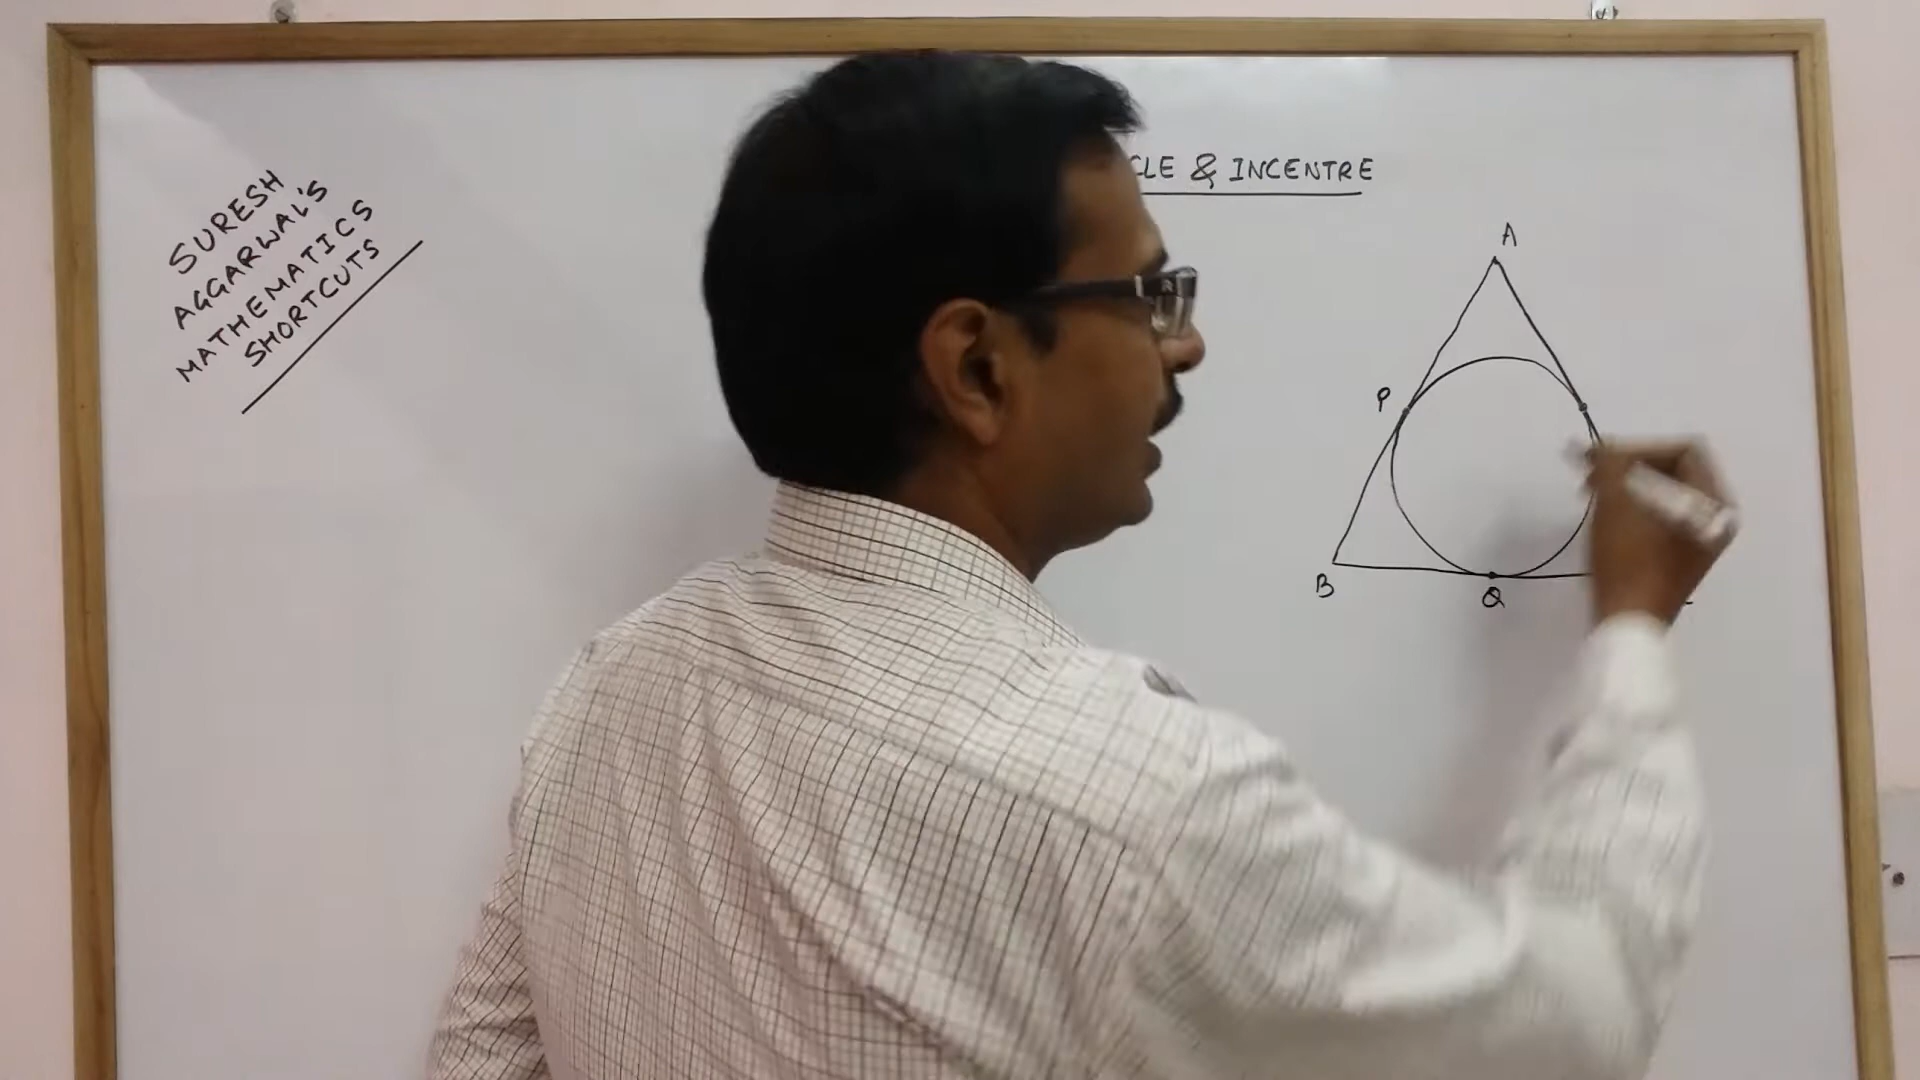 SURESH
AGGARWAL'S
MATHEMATICS
SHORTCUTS
CLE & INCENTRE
A
P
B
Q